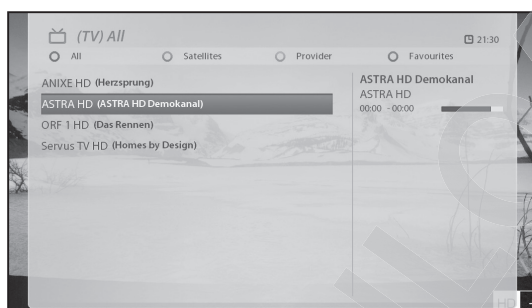 (TV) All
21:30
All Satellites Provider Favourites
ANIXE HD (Herzsprung)
ASTRA HD (ASTRA HD Demokanal)
ORF 1 HD (Das Rennen)
Servus TV HD (Homes by Design)
ASTRA HD Demokanal
ASTRA HD
00:00 - 00:00
HD